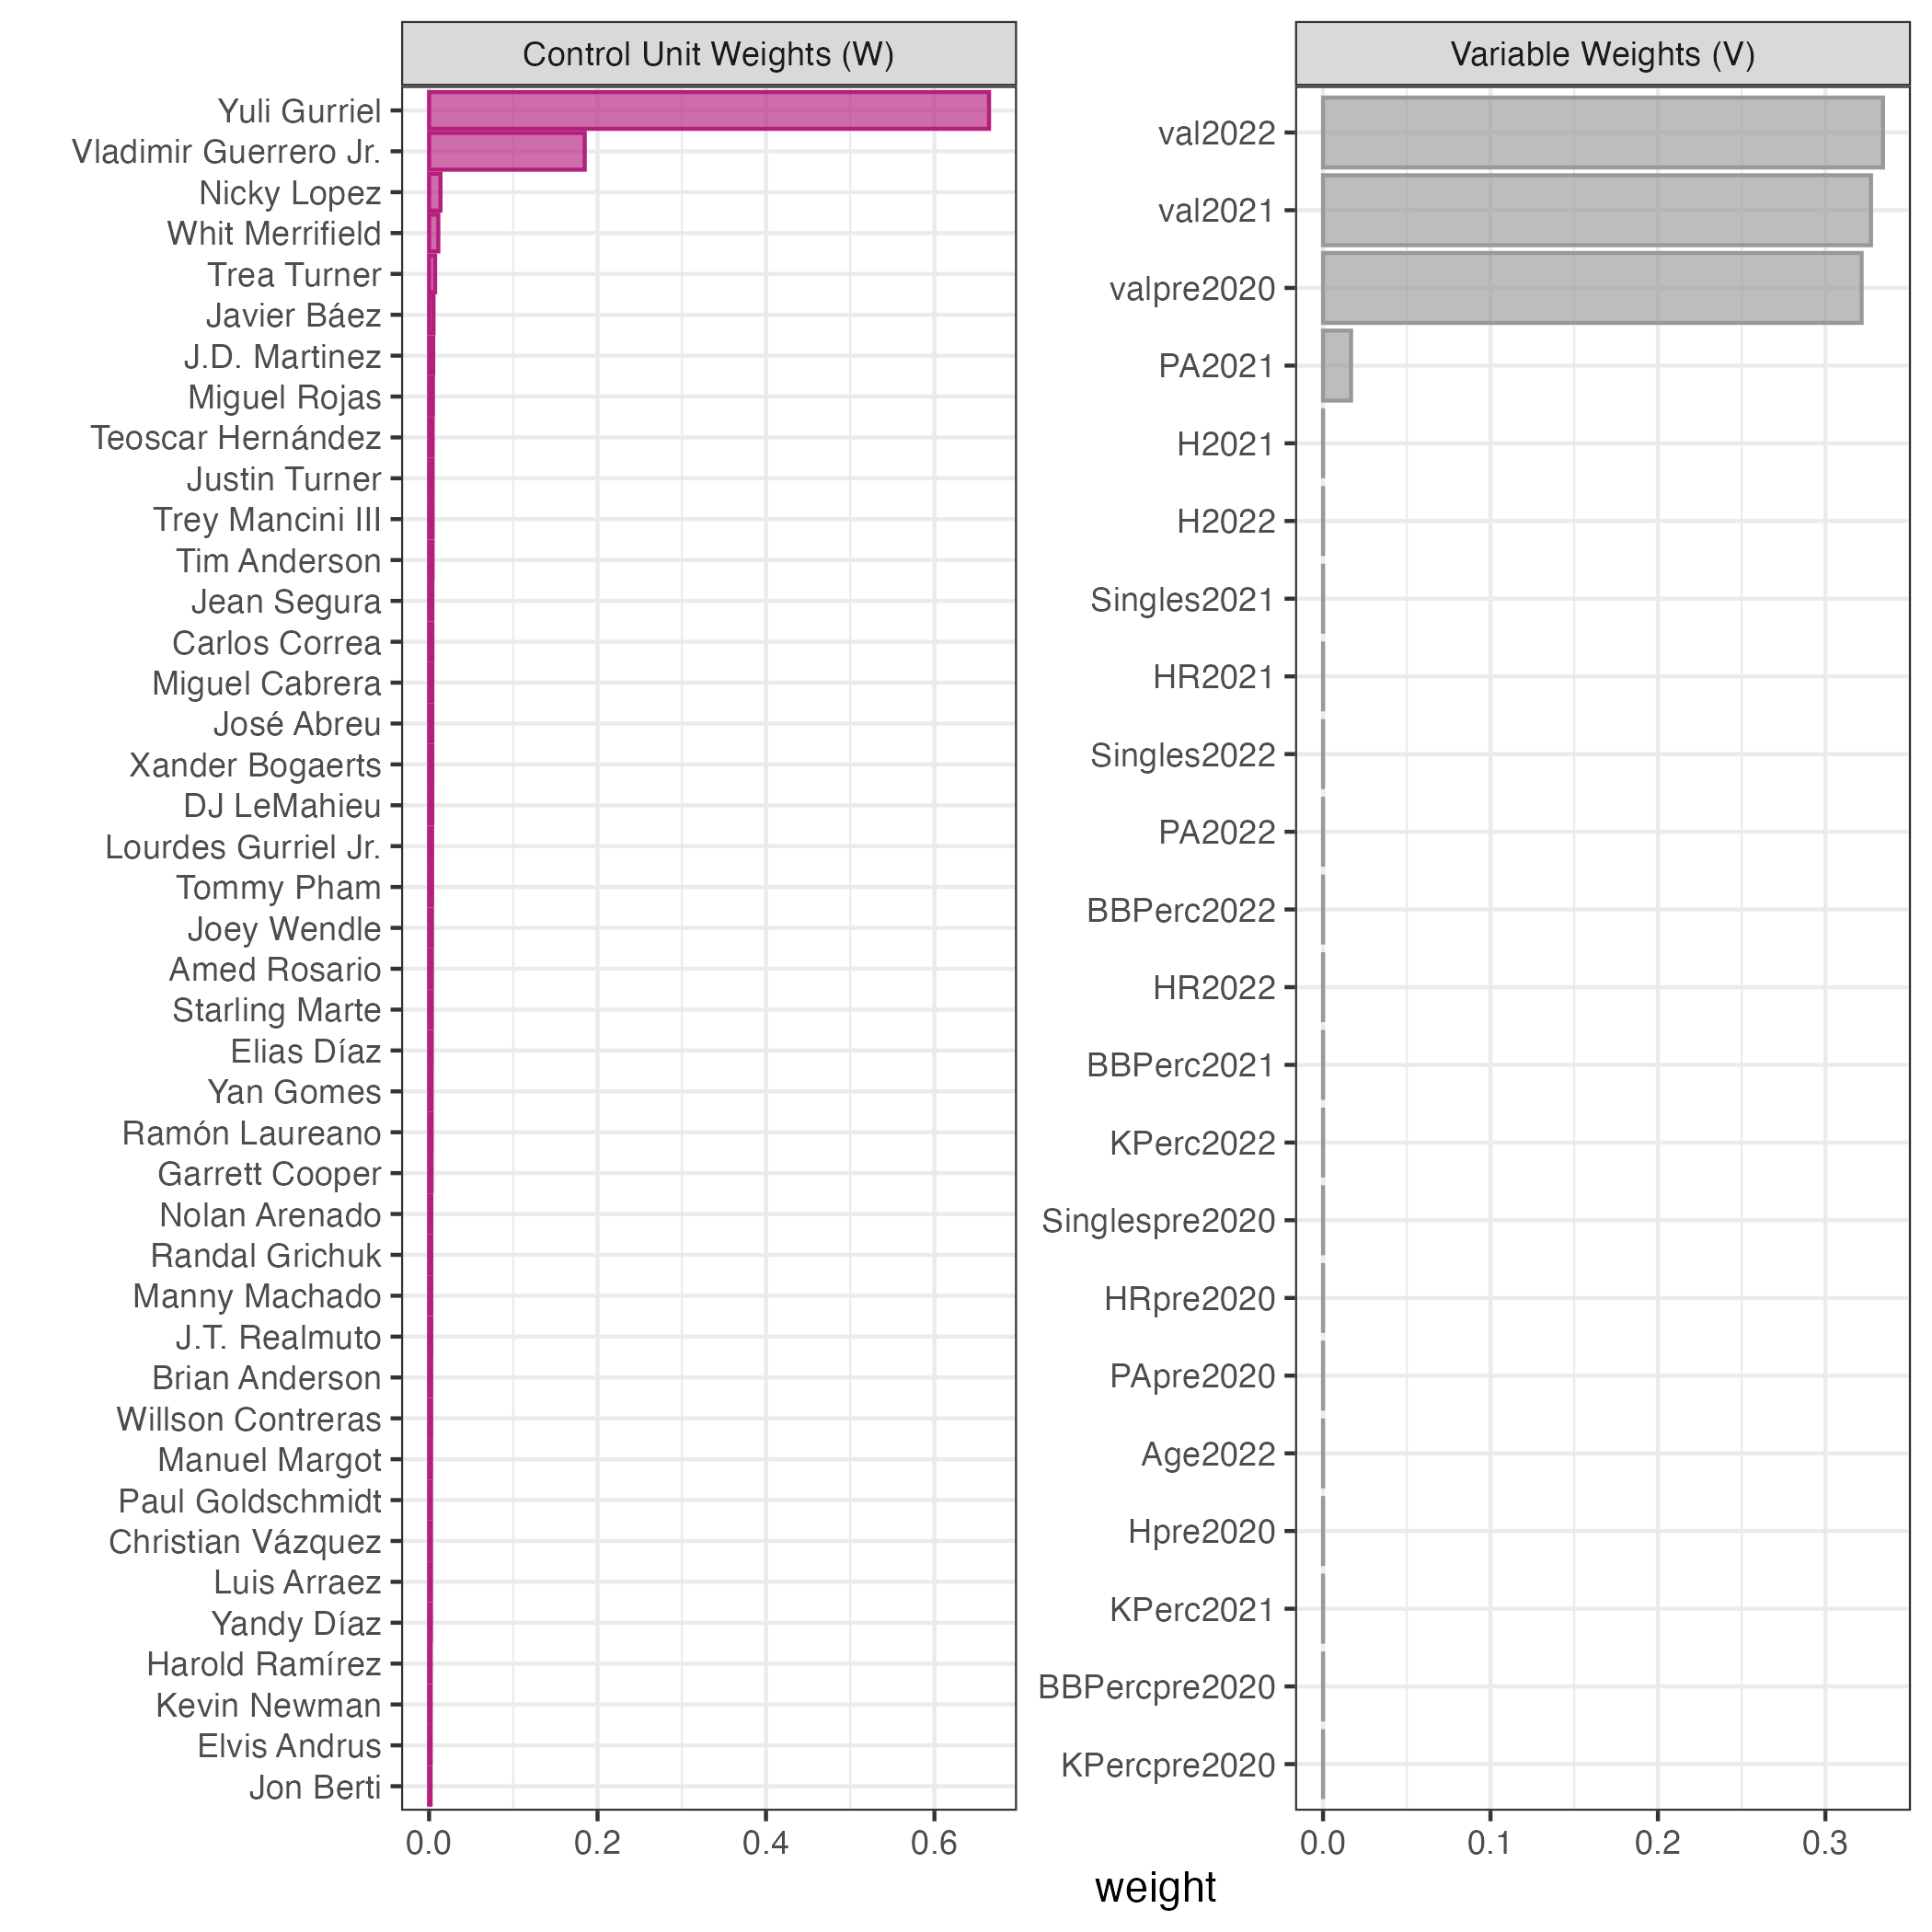 Control Unit Weights (W)
Yuli Gurriel
Vladimir Guerrero Jr.
Nicky Lopez
Whit Merrifield
Trea Turner
Javier Báez
J.D. Martinez
Miguel Rojas
Teoscar Hernández
Justin Turner
Trey Mancini III
Tim Anderson
Jean Segura
Carlos Correa
Miguel Cabrera
José Abreu
Xander Bogaerts
DJ LeMahieu
Lourdes Gurriel Jr.
Tommy Pham
Joey Wendle
Amed Rosario
Starling Marte
Elias Díaz
Yan Gomes
Ramón Laureano
Garrett Cooper
Nolan Arenado
Randal Grichuk
Manny Machado
J.T. Realmuto
Brian Anderson
Willson Contreras
Manuel Margot
Paul Goldschmidt
Christian Vázquez
Luis Arraez
Yandy Díaz
Harold Ramírez
Kevin Newman
Elvis Andrus
Jon Berti
0.0 0.2 0.4 0.6
Variable Weights (V)
val2022
val2021
valpre2020
PA2021
H2021
H2022
Singles2021
HR2021
Singles2022
PA2022
BBPerc2022
HR2022
BBPerc2021
KPerc2022
Singlespre2020
HRpre2020
PApre2020
Age2022
Hpre2020
KPerc2021
BBPercpre2020
KPercpre2020
0.0 0.1 0.2 0.3
weight